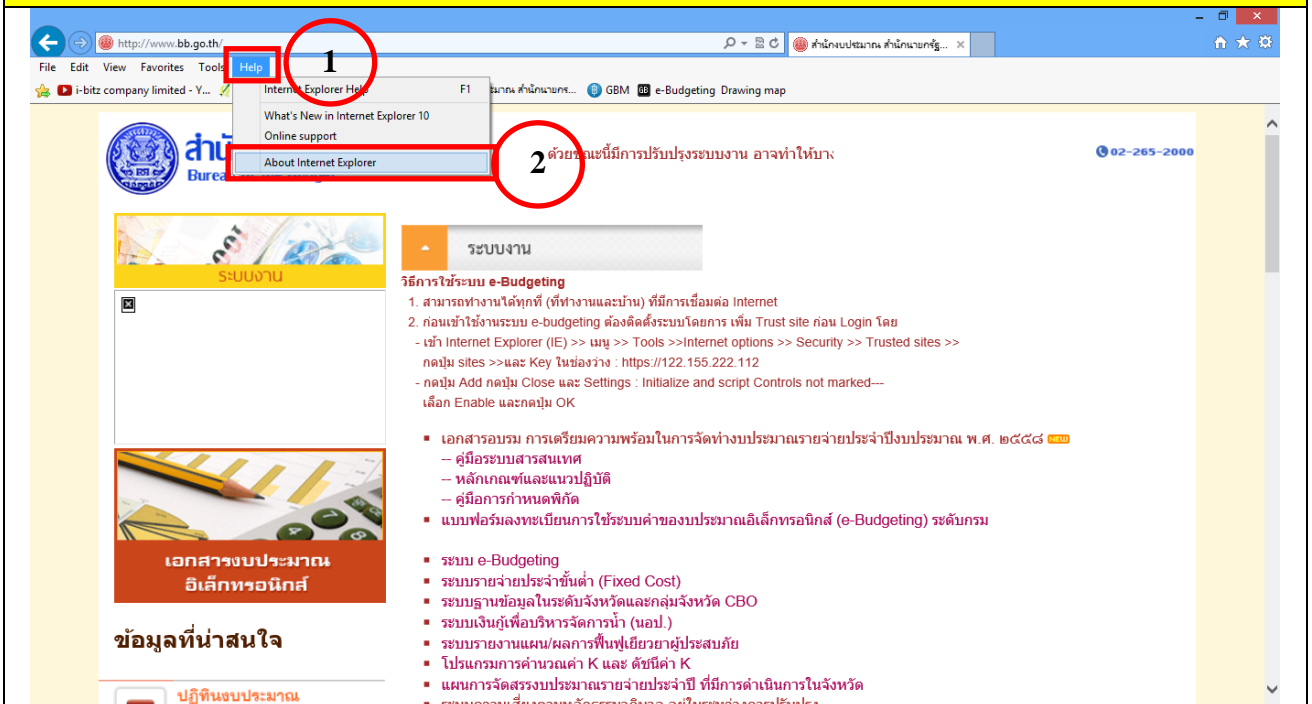 http://www.bb.go.th/
สำนักงบประมาณ สำนักนายกรัฐ...
File Edit View Favorites Tools Help
1
i-bitz company limited - Y...
สำนักนายกร...
GBM
e-Budgeting Drawing map
Internet Explorer Help F1
What's New in Internet Explorer 10
Online support
About Internet Explorer
2
ด้วยขณะนี้มีการปรับปรุงระบบงาน อาจทำให้บาง
02-265-2000
ระบบงาน
ระบบงาน
วิธีการใช้ระบบ e-Budgeting
1. สามารถทำงานได้ทุกที่ (ที่ทำงานและบ้าน) ที่มีการเชื่อมต่อ Internet
2. ก่อนเข้าใช้งานระบบ e-budgeting ต้องติดตั้งระบบโดยการ เพิ่ม Trust site ก่อน Login โดย
- เข้า Internet Explorer (IE) >> เมนู >> Tools >>Internet options >> Security >> Trusted sites >>
กดปุ่ม sites >>และ Key ในช่องว่าง : https://122.155.222.112
- กดปุ่ม Add กดปุ่ม Close และ Settings : Initialize and script Controls not marked---
เลือก Enable และกดปุ่ม OK
▪ เอกสารอบรม การเตรียมความพร้อมในการจัดทำงบประมาณรายจ่ายประจำปีงบประมาณ พ.ศ. ๒๕๕๘ NEW
-- คู่มือระบบสารสนเทศ
-- หลักเกณฑ์และแนวปฏิบัติ
-- คู่มือการกำหนดพิกัด
▪ แบบฟอร์มลงทะเบียนการใช้ระบบคำของบประมาณอิเล็กทรอนิกส์ (e-Budgeting) ระดับกรม
▪ ระบบ e-Budgeting
▪ ระบบรายจ่ายประจำขั้นต่ำ (Fixed Cost)
▪ ระบบฐานข้อมูลในระดับจังหวัดและกลุ่มจังหวัด CBO
▪ ระบบเงินกู้เพื่อบริหารจัดการน้ำ (นอป.)
▪ ระบบรายงานแผน/ผลการฟื้นฟูเยียวยาผู้ประสบภัย
▪ โปรแกรมการคำนวณค่า K และ ดัชนีค่า K
▪ แผนการจัดสรรงบประมาณรายจ่ายประจำปี ที่มีการดำเนินการในจังหวัด
เอกสารงบประมาณ
อิเล็กทรอนิกส์
ข้อมูลที่น่าสนใจ
ปฏิทินงบประมาณ